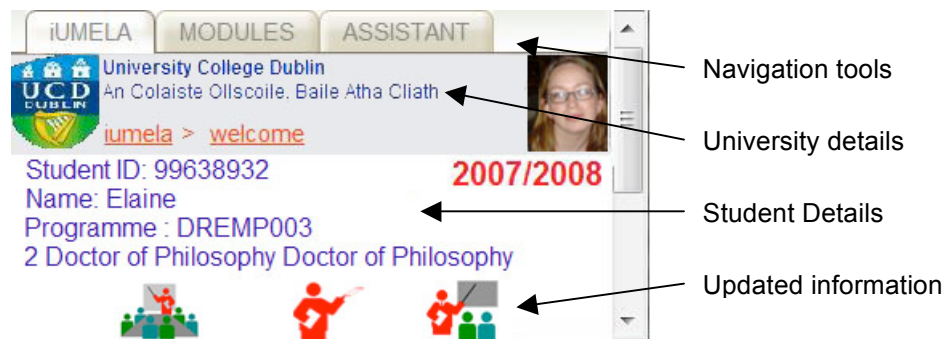 iUMELA MODULES ASSISTANT
UCD
DUBLIN
University College Dublin
An Colaiste Ollscoile, Baile Atha Cliath
iumela > welcome
Student ID: 99638932
2007/2008
Name: Elaine
Programme : DREMP003
2 Doctor of Philosophy Doctor of Philosophy
Navigation tools
University details
Student Details
Updated information